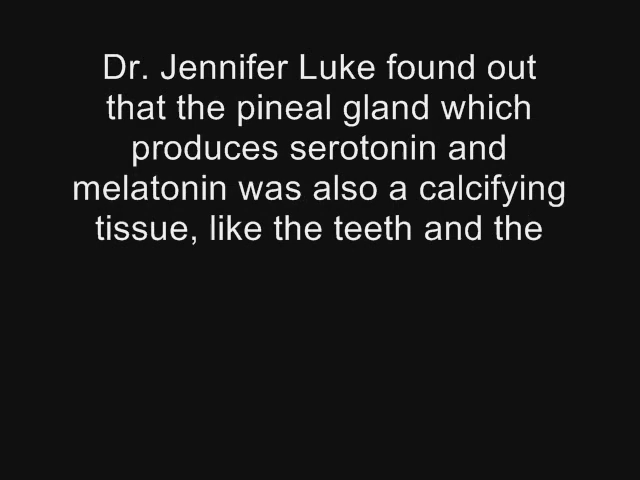 Dr. Jennifer Luke found out
that the pineal gland which
produces serotonin and
melatonin was also a calcifying
tissue, like the teeth and the